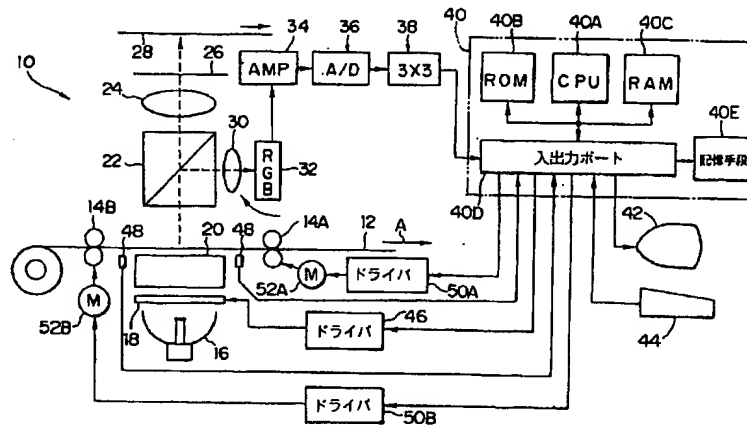 34
36
38
40
40B
40A
40C
28
26
10
AMP
A/D
3X3
ROM
CPU
RAM
24
40E
30
22
RGB
32
入出力ポート
記憶手段
40D
14B
48
20
48
14A
12
A
42
M
ドライバ
52A
50A
M
52B
18
16
ドライバ
46
44
ドライバ
50B